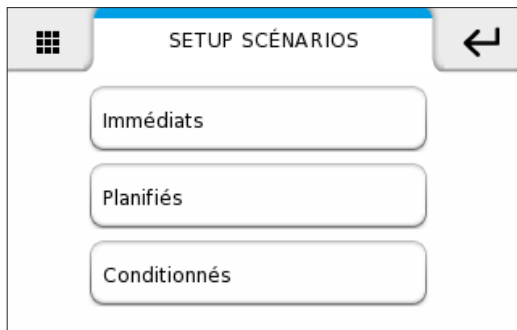 SETUP SCÉNARIOS
Immédiats
Planifiés
Conditionnés